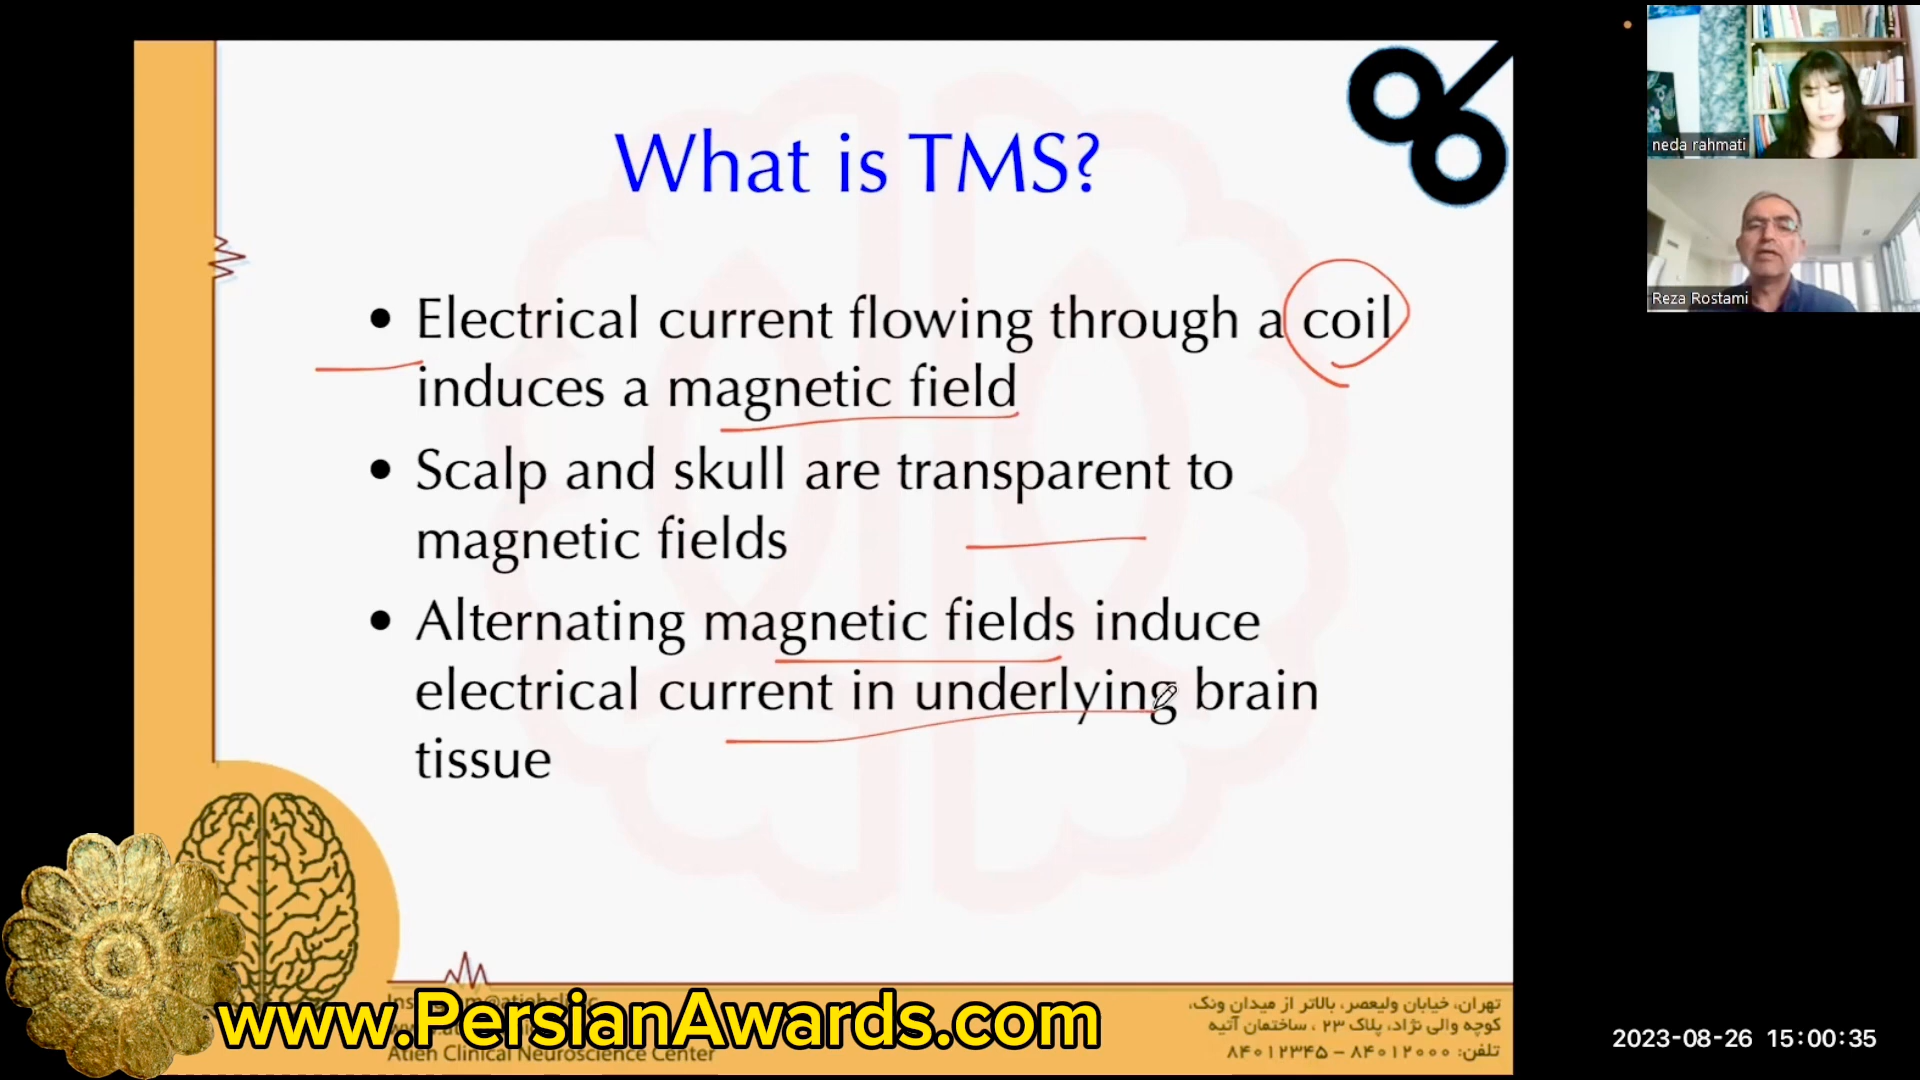 What is TMS?
• Electrical current flowing through a coil
induces a magnetic field
• Scalp and skull are transparent to
magnetic fields
• Alternating magnetic fields induce
electrical current in underlying brain
tissue
neda rahmati
Reza Rostami
www.PersianAwards.com
Atieh Clinical Neuroscience Center
تهران، خیابان ولیعصر، بالاتر از میدان ونک،
کوچه والی نژاد، پلاک ۲۳ ، ساختمان آتیه
تلفن: ۸۴۰۱۲۰۰۰ – ۸۴۰۱۲۳۴۵
2023-08-26 15:00:35